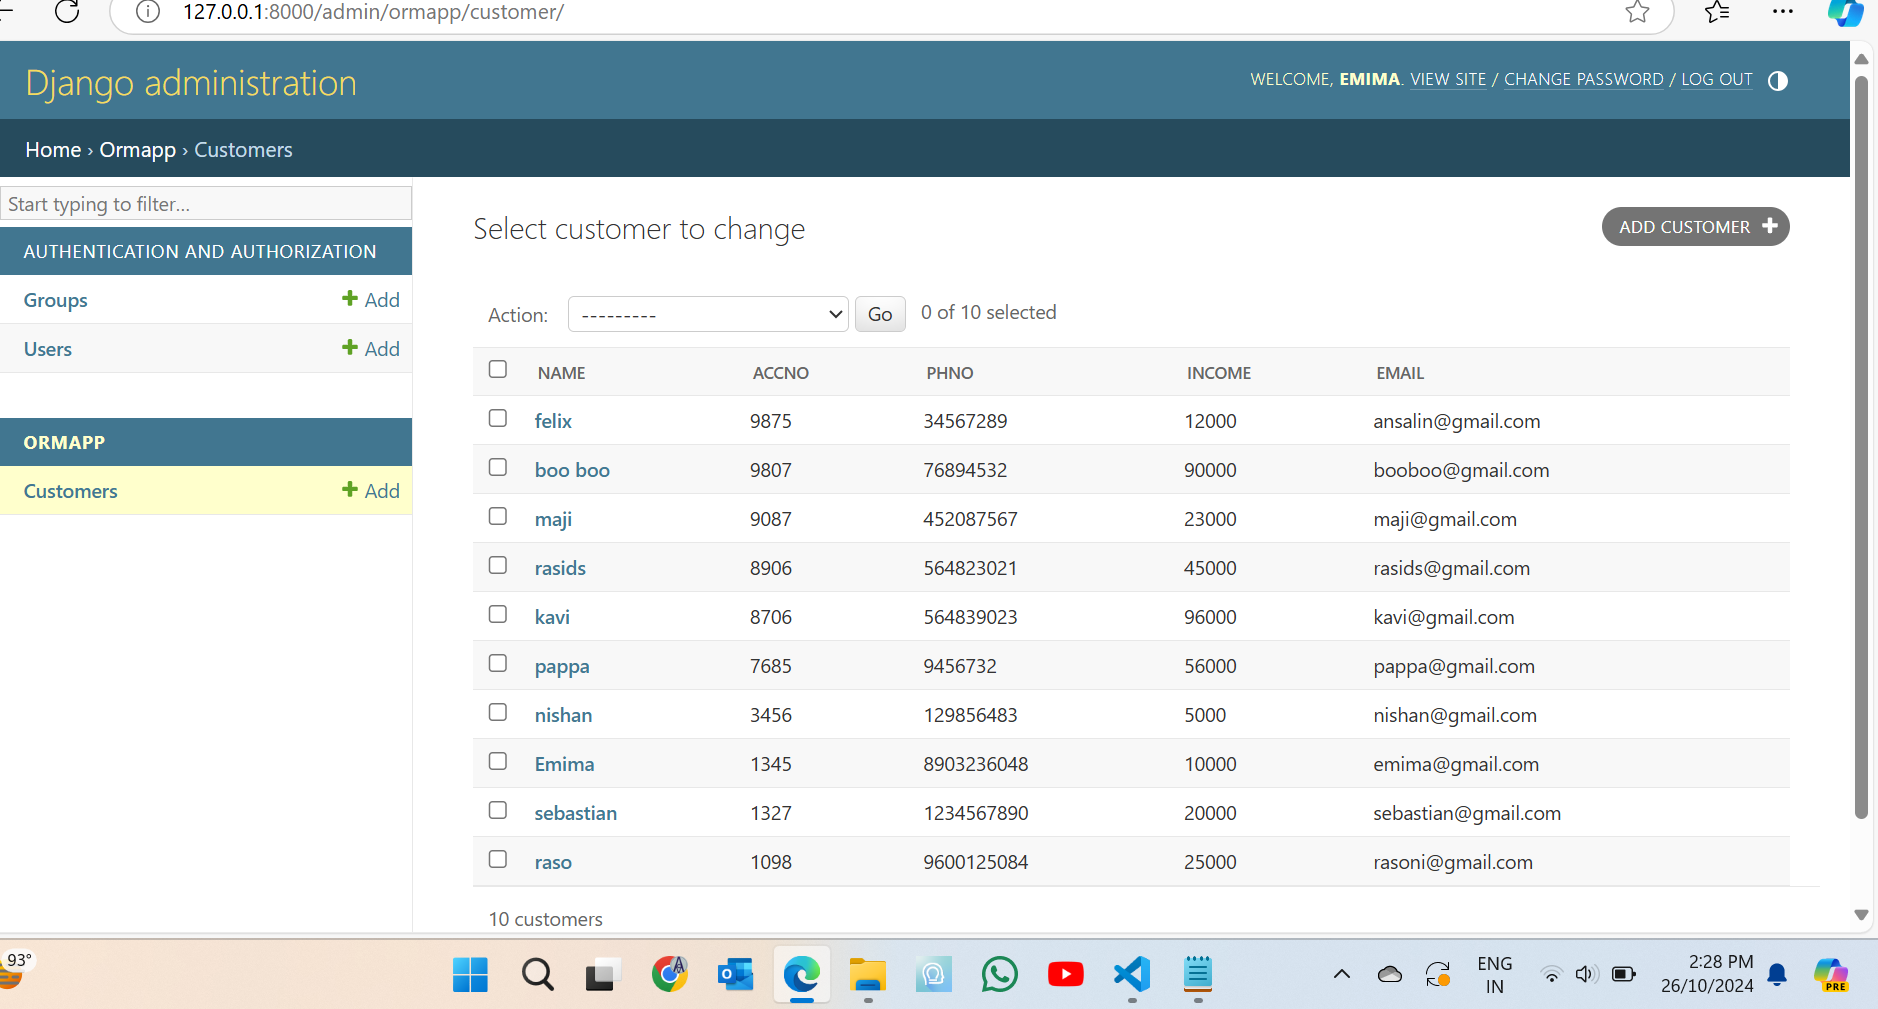 127.0.0.1:8000/admin/ormapp/customer/
Django administration
WELCOME, EMIMA. VIEW SITE / CHANGE PASSWORD / LOG OUT
Home › Ormapp › Customers
Start typing to filter...
AUTHENTICATION AND AUTHORIZATION
Groups + Add
Users + Add
ORMAPP
Customers + Add
Select customer to change
ADD CUSTOMER +
Action: --------- Go 0 of 10 selected
NAME ACCNO PHNO INCOME EMAIL
felix 9875 34567289 12000 ansalin@gmail.com
boo boo 9807 76894532 90000 booboo@gmail.com
maji 9087 452087567 23000 maji@gmail.com
rasids 8906 564823021 45000 rasids@gmail.com
kavi 8706 564839023 96000 kavi@gmail.com
pappa 7685 9456732 56000 pappa@gmail.com
nishan 3456 129856483 5000 nishan@gmail.com
Emima 1345 8903236048 10000 emima@gmail.com
sebastian 1327 1234567890 20000 sebastian@gmail.com
raso 1098 9600125084 25000 rasoni@gmail.com
10 customers
93°
ENG
IN
2:28 PM
26/10/2024
PRE